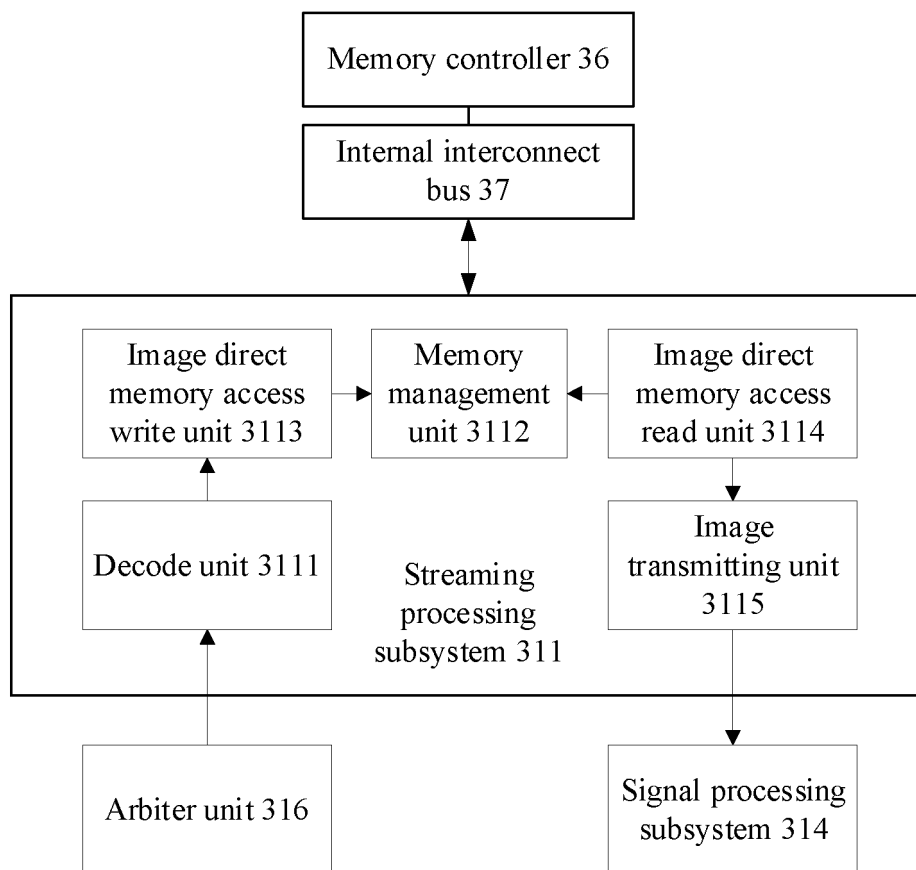 Memory controller 36
Internal interconnect
bus 37
Image direct
memory access
write unit 3113
Memory
management
unit 3112
Image direct
memory access
read unit 3114
Decode unit 3111
Streaming
processing
subsystem 311
Image
transmitting unit
3115
Arbiter unit 316
Signal processing
subsystem 314